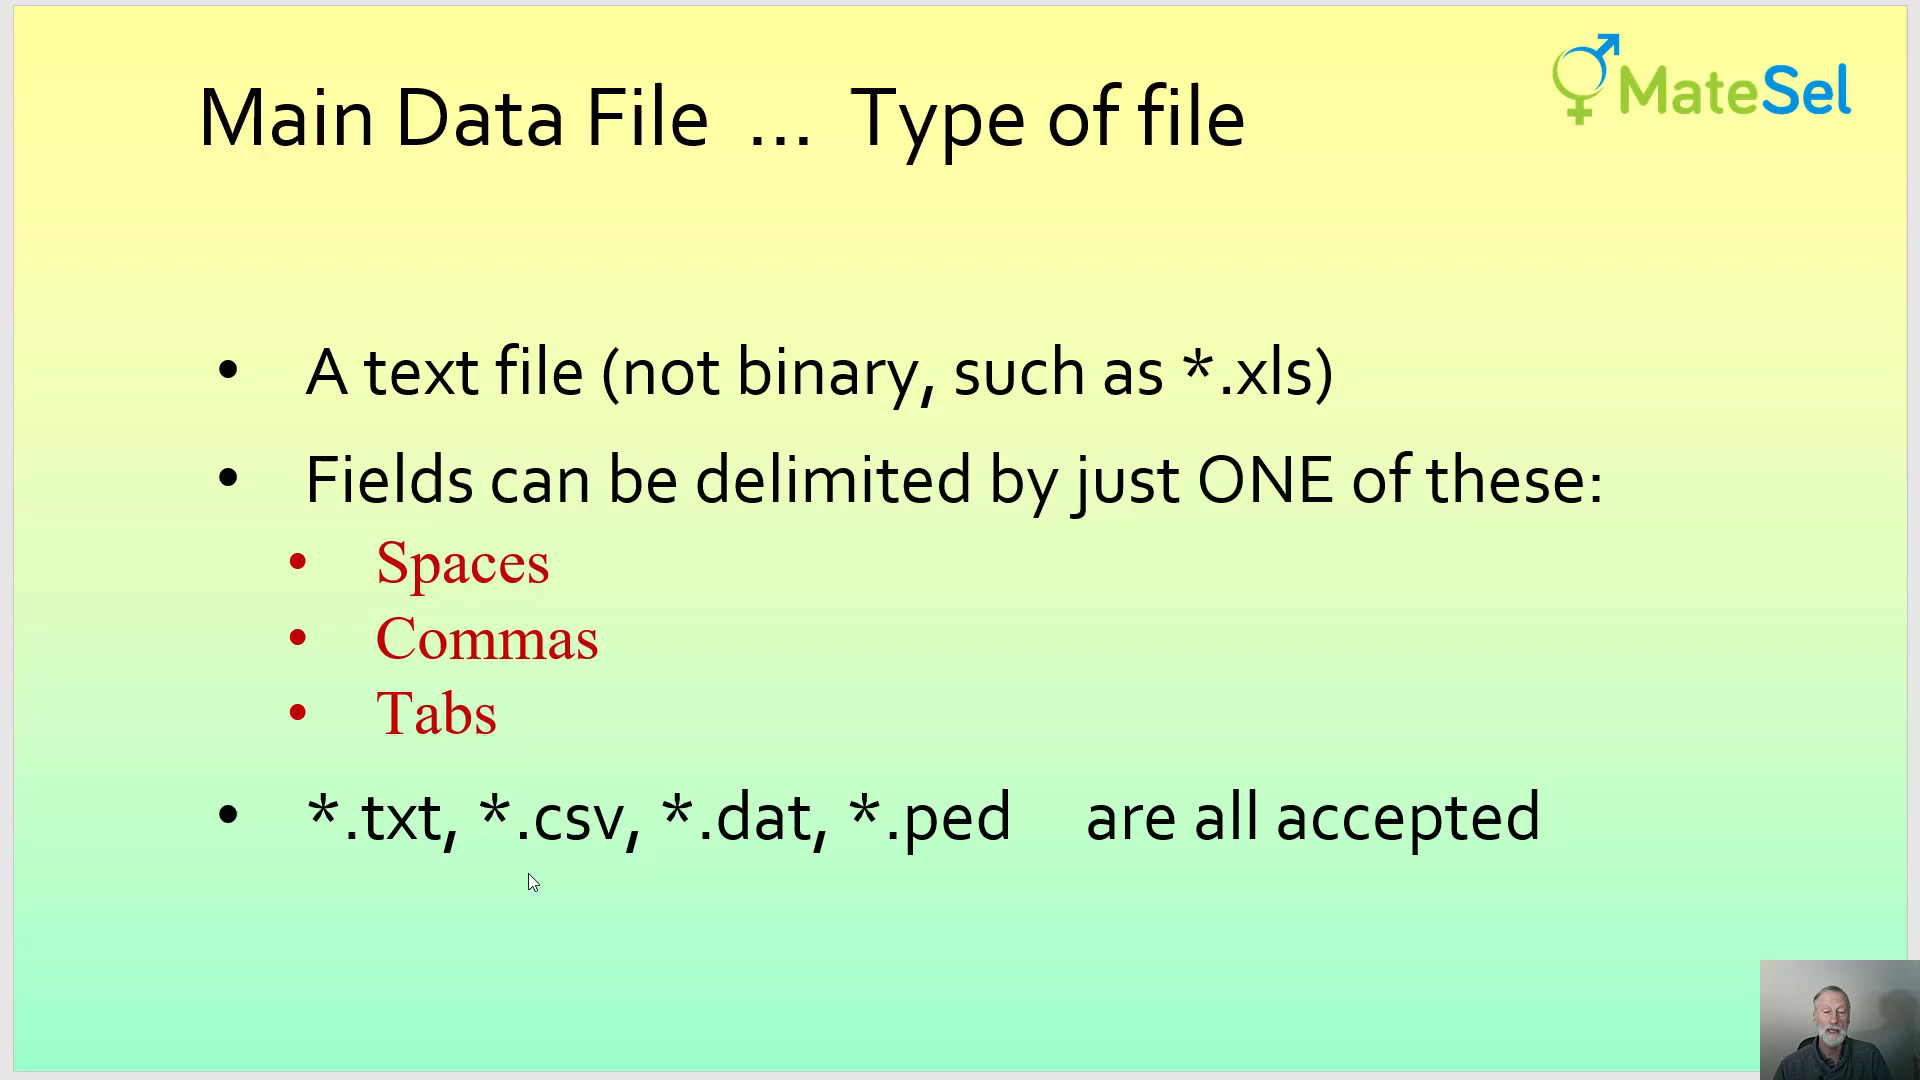 MateSel
Main Data File ... Type of file
• A text file (not binary, such as *.xls)
• Fields can be delimited by just ONE of these:
• Spaces
• Commas
• Tabs
• *.txt, *.csv, *.dat, *.ped are all accepted